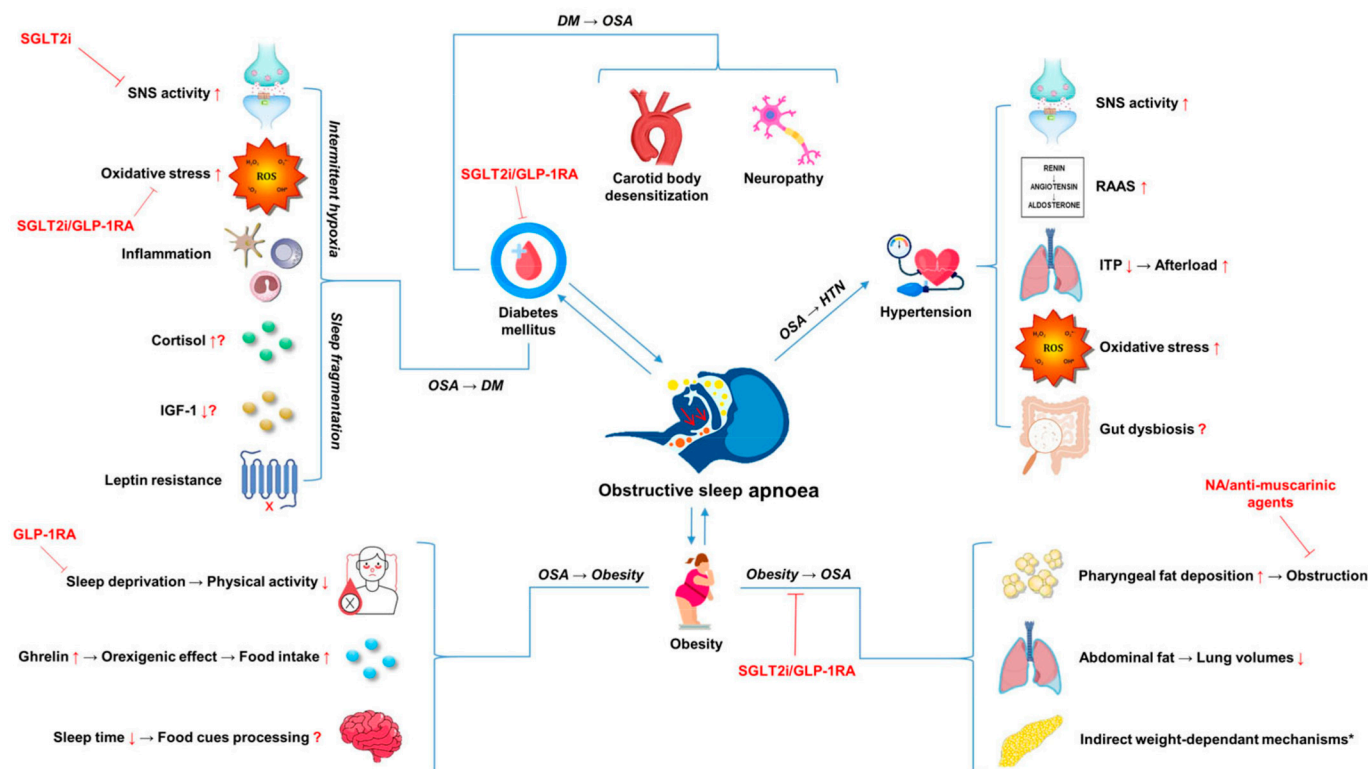 SGLT2i
SNS activity ↑
Oxidative stress ↑
H₂O₂
ROS
SGLT2i/GLP-1RA
Inflammation
Cortisol ↑?
IGF-1 ↓?
Leptin resistance
X
Intermittent hypoxia
Sleep fragmentation
OSA → DM
DM → OSA
Carotid body
desensitization
Neuropathy
SGLT2i/GLP-1RA
Diabetes
mellitus
OSA → HTN
Hypertension
SNS activity ↑
RENIN
↓
ANGIOTENSIN
↓
ALDOSTERONE
RAAS ↑
ITP ↓ → Afterload ↑
H₂O₂
ROS
Oxidative stress ↑
Gut dysbiosis ?
Obstructive sleep apnoea
GLP-1RA
Sleep deprivation → Physical activity ↓
X
Ghrelin ↑ → Orexigenic effect → Food intake ↑
Sleep time ↓ → Food cues processing ?
OSA → Obesity
Obesity
Obesity → OSA
SGLT2i/GLP-1RA
NA/anti-muscarinic
agents
Pharyngeal fat deposition ↑ → Obstruction
Abdominal fat → Lung volumes ↓
Indirect weight-dependant mechanisms*